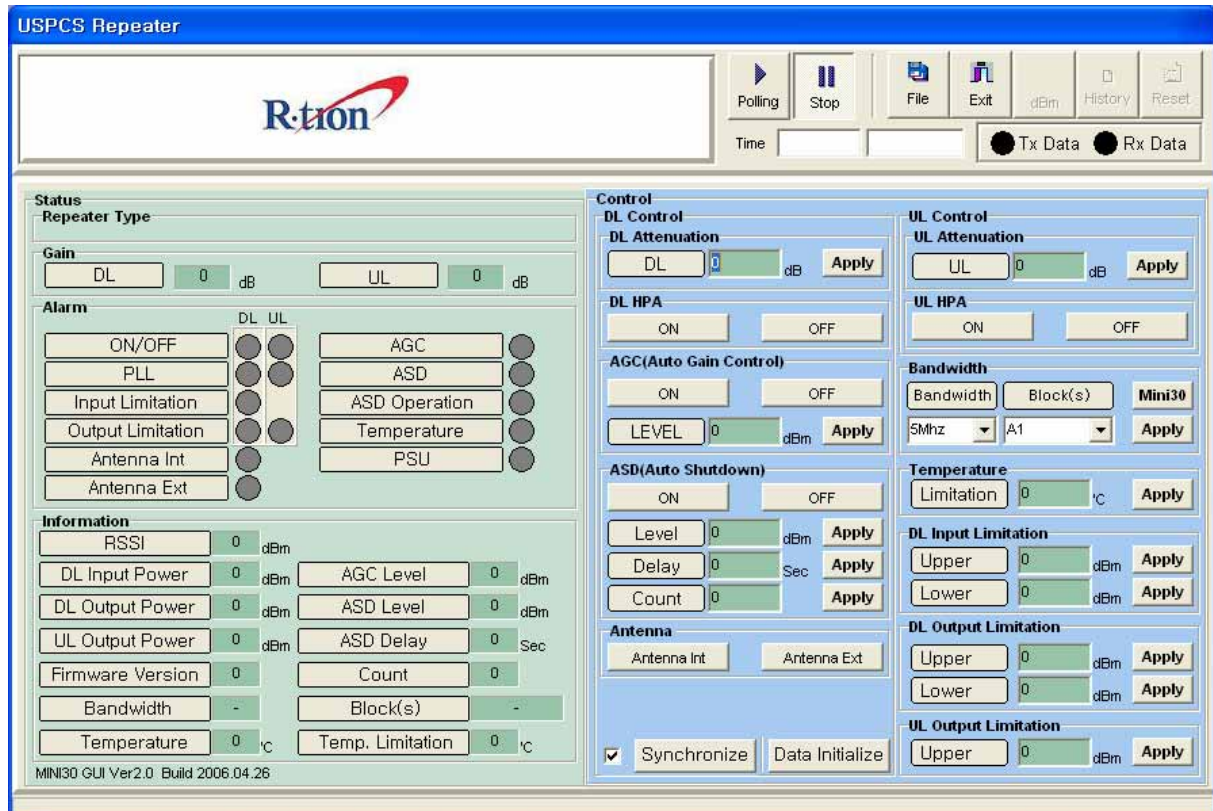 USPCS Repeater
R-tron
Polling
Stop
File
Exit
dBm
History
Reset
Time
Tx Data
Rx Data
Status
Repeater Type
Gain
DL 0 dB
UL 0 dB
Alarm
DL UL
ON/OFF
AGC
PLL
ASD
Input Limitation
ASD Operation
Output Limitation
Temperature
Antenna Int
PSU
Antenna Ext
Information
RSSI 0 dBm
DL Input Power 0 dBm
AGC Level 0 dBm
DL Output Power 0 dBm
ASD Level 0 dBm
UL Output Power 0 dBm
ASD Delay 0 Sec
Firmware Version 0
Count 0
Bandwidth -
Block(s) -
Temperature 0 'C
Temp. Limitation 0 'C
MINI30 GUI Ver2.0 Build 2006.04.26
Control
DL Control
DL Attenuation
DL 0 dB Apply
DL HPA
ON OFF
AGC(Auto Gain Control)
ON OFF
LEVEL 0 dBm Apply
ASD(Auto Shutdown)
ON OFF
Level 0 dBm Apply
Delay 0 Sec Apply
Count 0 Apply
Antenna
Antenna Int Antenna Ext
Synchronize Data Initialize
UL Control
UL Attenuation
UL 0 dB Apply
UL HPA
ON OFF
Bandwidth
Bandwidth Block(s) Mini30
5Mhz A1 Apply
Temperature
Limitation 0 'C Apply
DL Input Limitation
Upper 0 dBm Apply
Lower 0 dBm Apply
DL Output Limitation
Upper 0 dBm Apply
Lower 0 dBm Apply
UL Output Limitation
Upper 0 dBm Apply